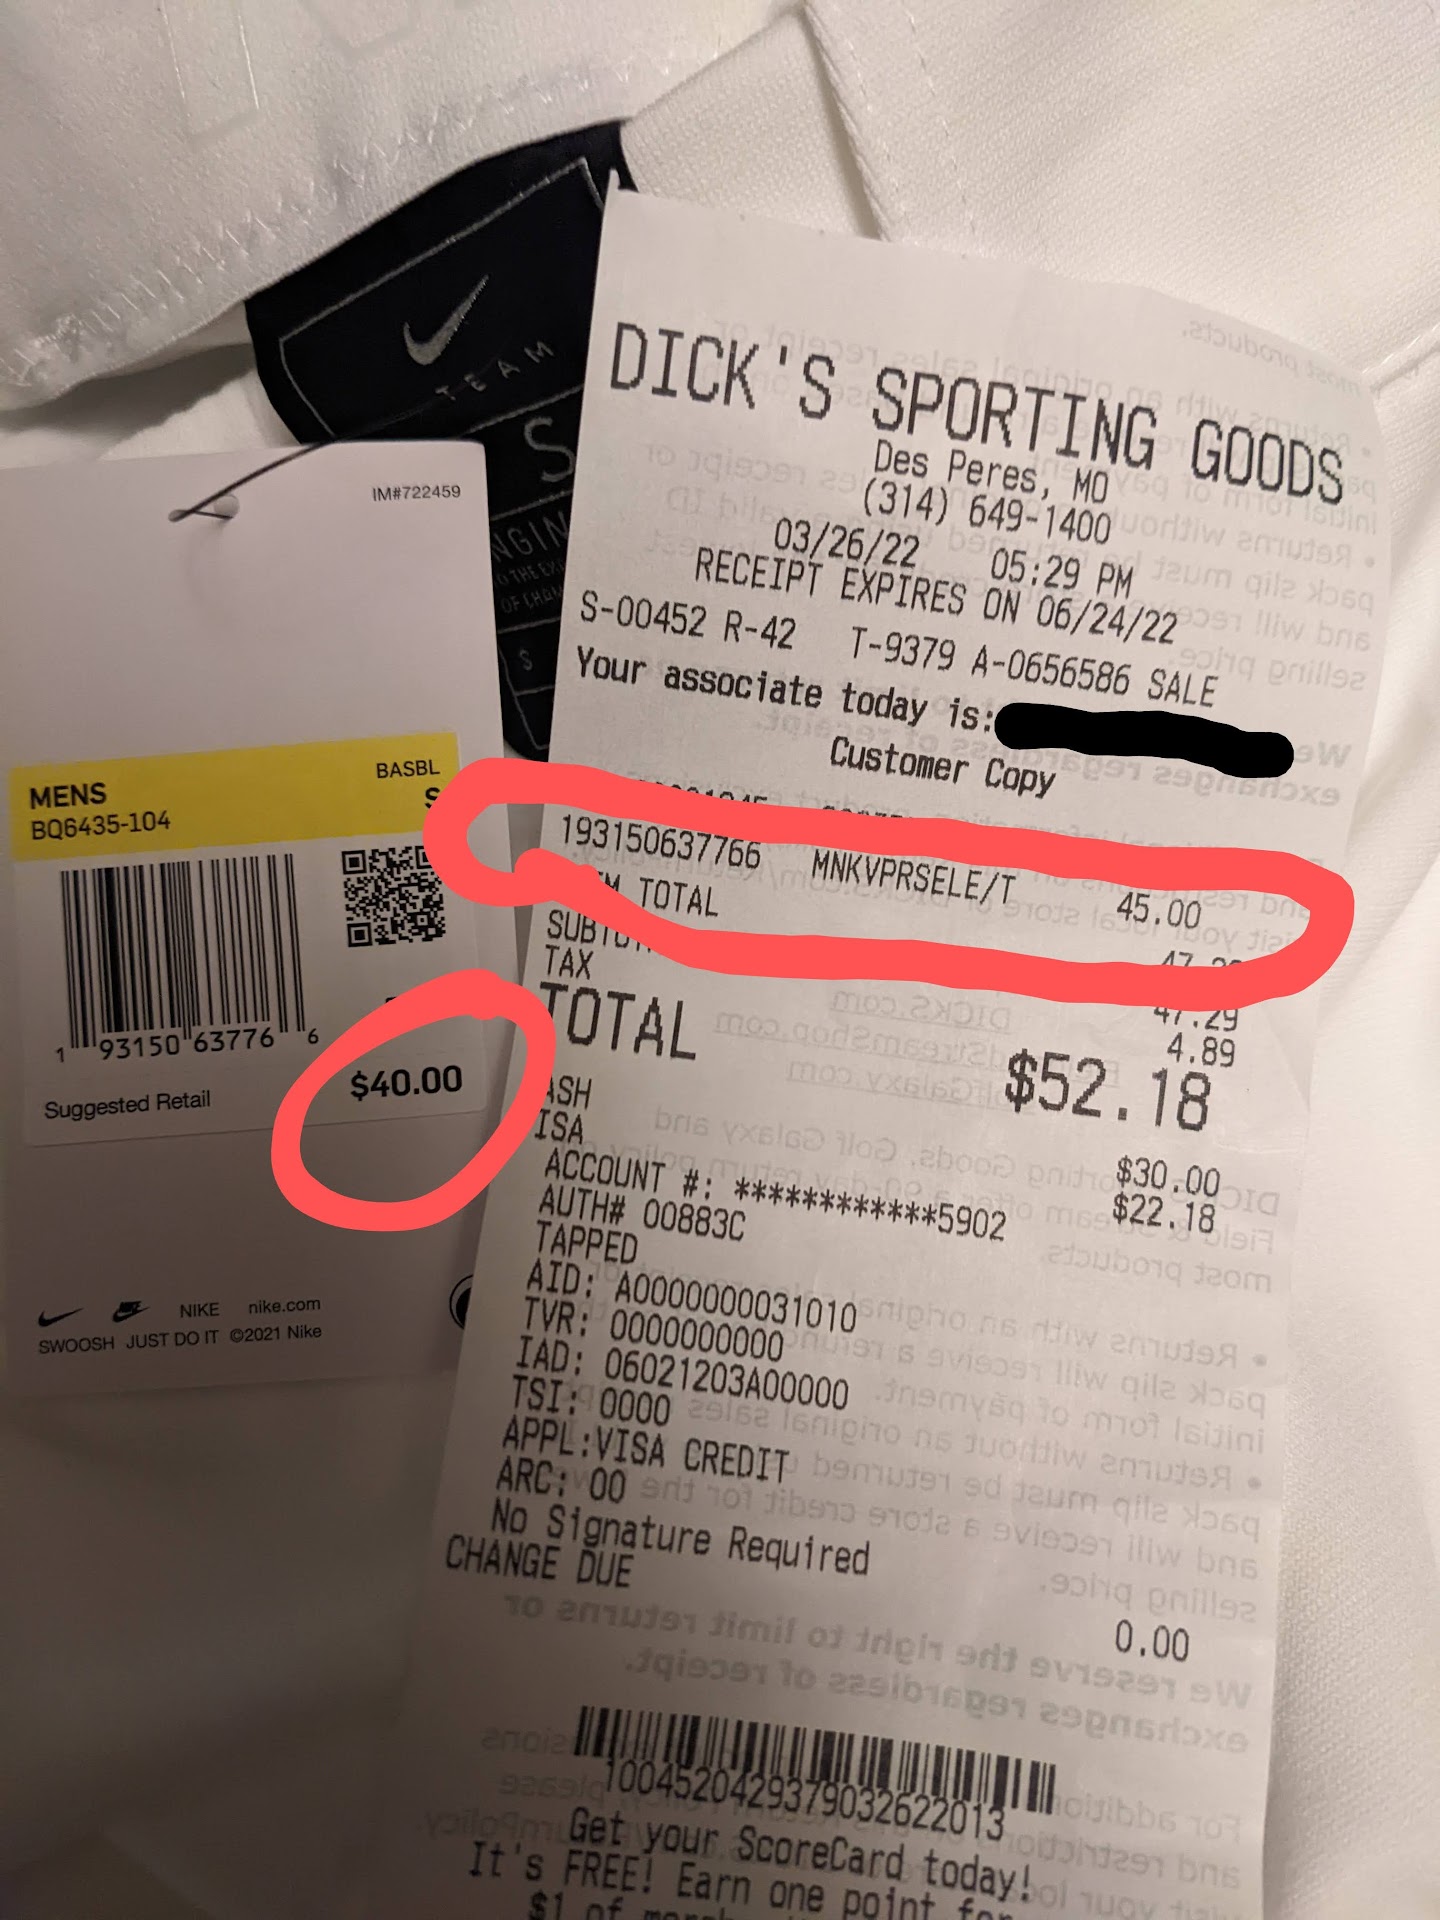 TEAM
S
IM#722459
MENS
BASBL
BQ6435-104
S
1 93150 63776 6
Suggested Retail
$40.00
NIKE nike.com
SWOOSH JUST DO IT ©2021 Nike
DICK'S SPORTING GOODS
Des Peres, MO
(314) 649-1400
03/26/22 05:29 PM
RECEIPT EXPIRES ON 06/24/22
S-00452 R-42 T-9379 A-0656586 SALE
Your associate today is:
Customer Copy
193150637766 MNKVPRSELE/T 45.00
TOTAL
47.29
TAX 4.89
TOTAL $52.18
ASH $30.00
ISA $22.18
ACCOUNT #: ************5902
AUTH# 00883C
TAPPED
AID: A0000000031010
TVR: 0000000000
IAD: 06021203A00000
TSI: 0000
APPL:VISA CREDIT
ARC: 00
No Signature Required
CHANGE DUE 0.00
1004520429379032622013
Get your ScoreCard today!
It's FREE! Earn one point for
$1 of